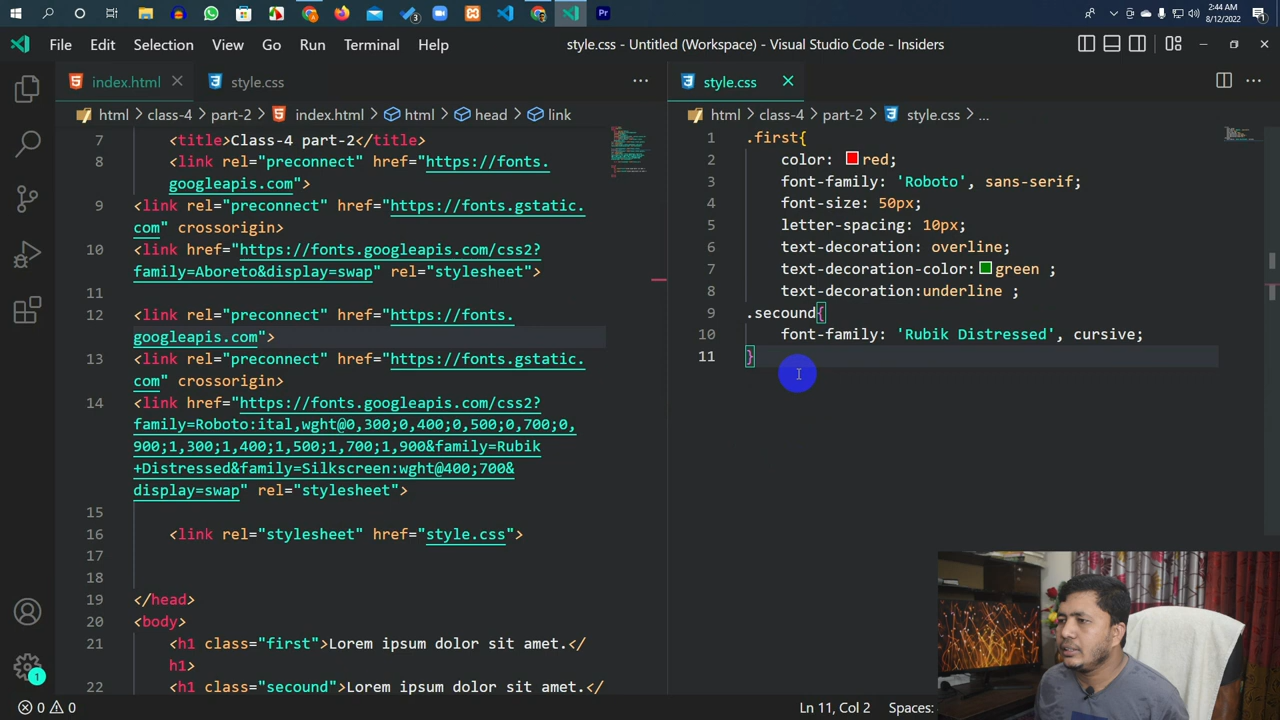 3
2:44 AM
8/12/2022
1
File Edit Selection View Go Run Terminal Help
style.css - Untitled (Workspace) - Visual Studio Code - Insiders
index.html
style.css
html > class-4 > part-2 > index.html > html > head > link
7 <title>Class-4 part-2</title>
8 <link rel="preconnect" href="https://fonts.
googleapis.com">
9 <link rel="preconnect" href="https://fonts.gstatic.
com" crossorigin>
10 <link href="https://fonts.googleapis.com/css2?
family=Aboreto&display=swap" rel="stylesheet">
11
12 <link rel="preconnect" href="https://fonts.
googleapis.com">
13 <link rel="preconnect" href="https://fonts.gstatic.
com" crossorigin>
14 <link href="https://fonts.googleapis.com/css2?
family=Roboto:ital,wght@0,300;0,400;0,500;0,700;0,
900;1,300;1,400;1,500;1,700;1,900&family=Rubik
+Distressed&family=Silkscreen:wght@400;700&
display=swap" rel="stylesheet">
15
16 <link rel="stylesheet" href="style.css">
17
18
19 </head>
20 <body>
21 <h1 class="first">Lorem ipsum dolor sit amet.</
h1>
22 <h1 class="secound">Lorem ipsum dolor sit amet.</
style.css
html > class-4 > part-2 > style.css > ...
1 .first{
2 color: red;
3 font-family: 'Roboto', sans-serif;
4 font-size: 50px;
5 letter-spacing: 10px;
6 text-decoration: overline;
7 text-decoration-color: green ;
8 text-decoration:underline ;
9 .secound{
10 font-family: 'Rubik Distressed', cursive;
11 }
1
0 0
Ln 11, Col 2 Spaces: